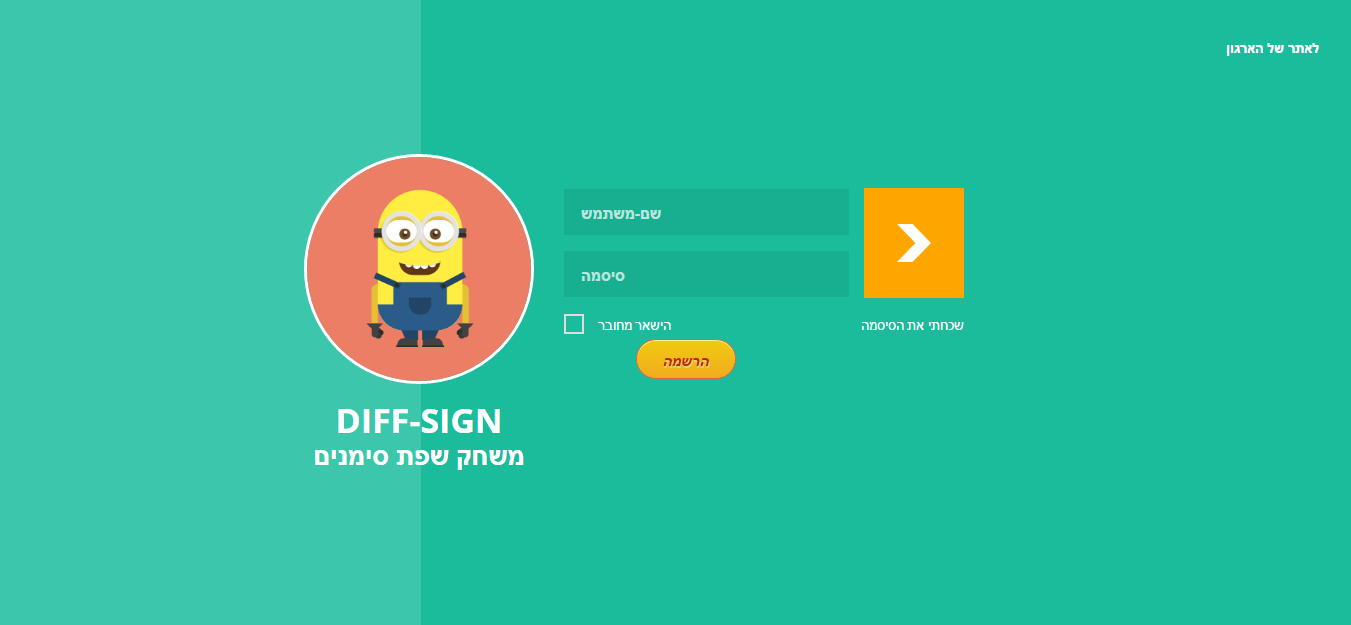 לאתר של הארגון
שם-משתמש
סיסמה
הישאר מחובר
שכחתי את הסיסמה
הרשמה
DIFF-SIGN
משחק שפת סימנים